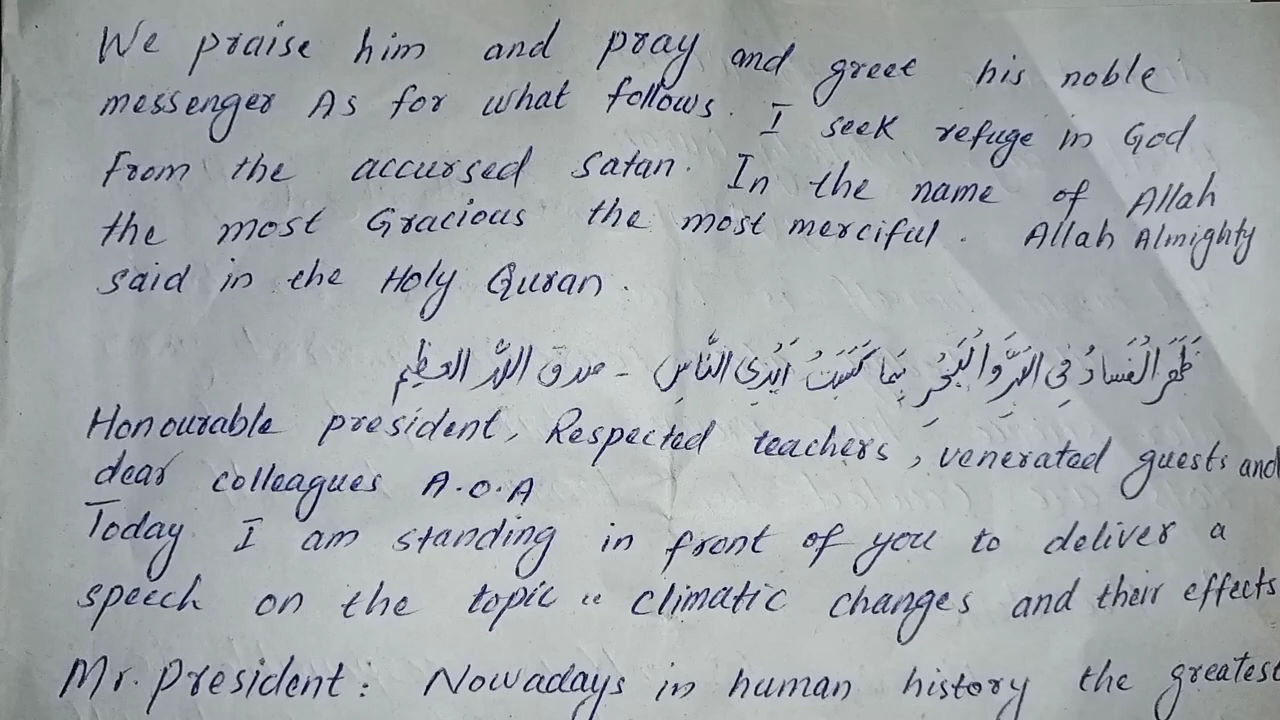 We praise him and pray and greet his noble
messenger As for what follows. I seek refuge in God
from the accursed Satan. In the name of Allah
the most Gracious the most merciful. Allah Almighty
said in the Holy Quran.
ظَهَرَ الْفَسَادُ فِى الْبَرِّ وَالْبَحْرِ بِمَا كَسَبَتْ اَيْدِى النَّاسِ - صدق اللہ العظیم
Honourable president, Respected teachers, venerated guests and
dear colleagues A.O.A
Today I am standing in front of you to deliver a
speech on the topic “ climatic changes and their effects
Mr. President: Nowadays in human history the greatest